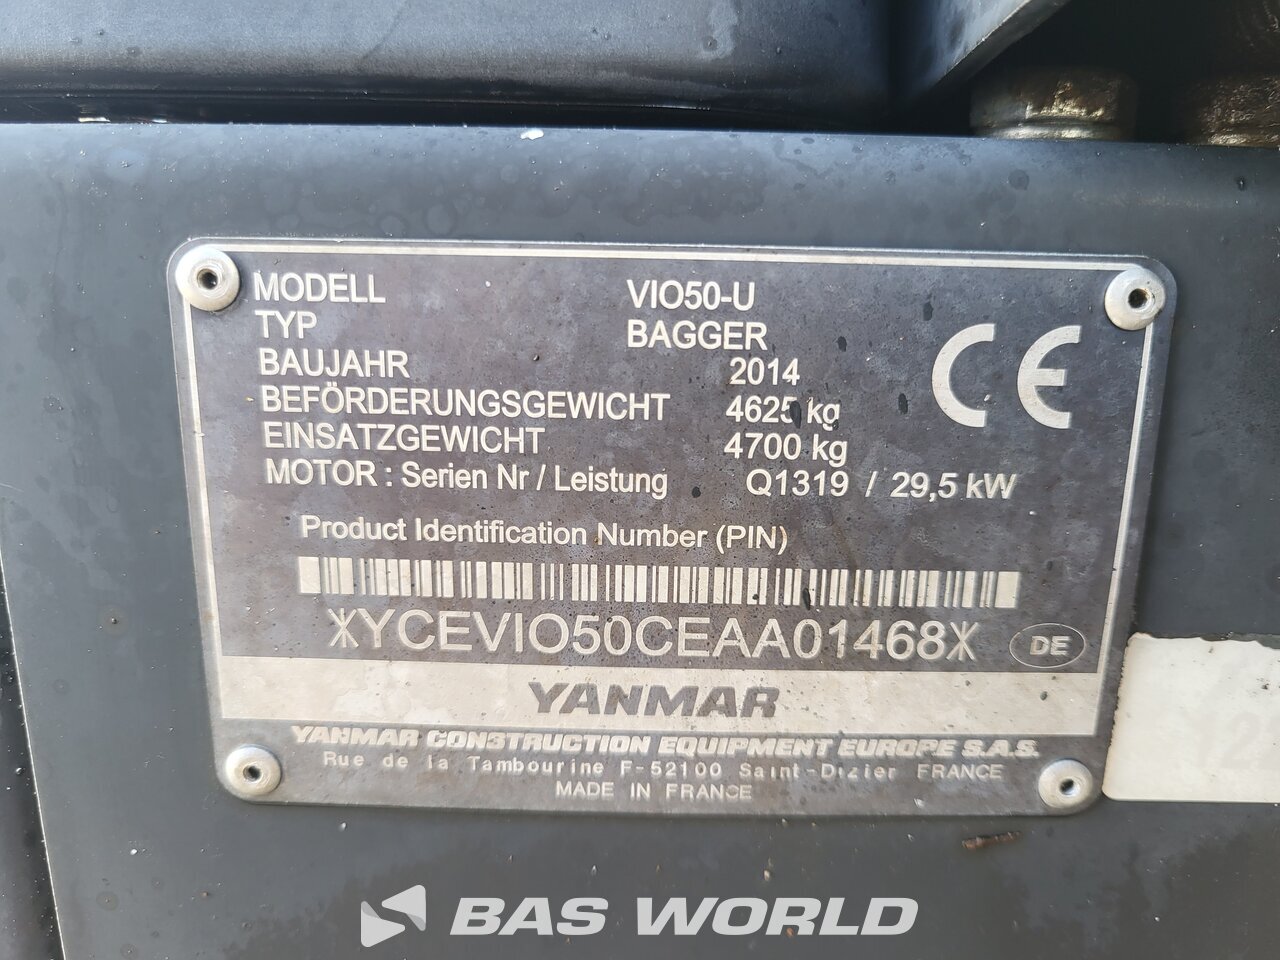 MODELL VIO50-U
TYP BAGGER
BAUJAHR 2014
BEFÖRDERUNGSGEWICHT 4625 kg
EINSATZGEWICHT 4700 kg
MOTOR : Serien Nr / Leistung Q1319 / 29,5 kW
CE
Product Identification Number (PIN)
*YCEVIO50CEAA01468*
DE
YANMAR
YANMAR CONSTRUCTION EQUIPMENT EUROPE S.A.S.
Rue de la Tambourine F-52100 Saint-Dizier FRANCE
MADE IN FRANCE
BAS WORLD